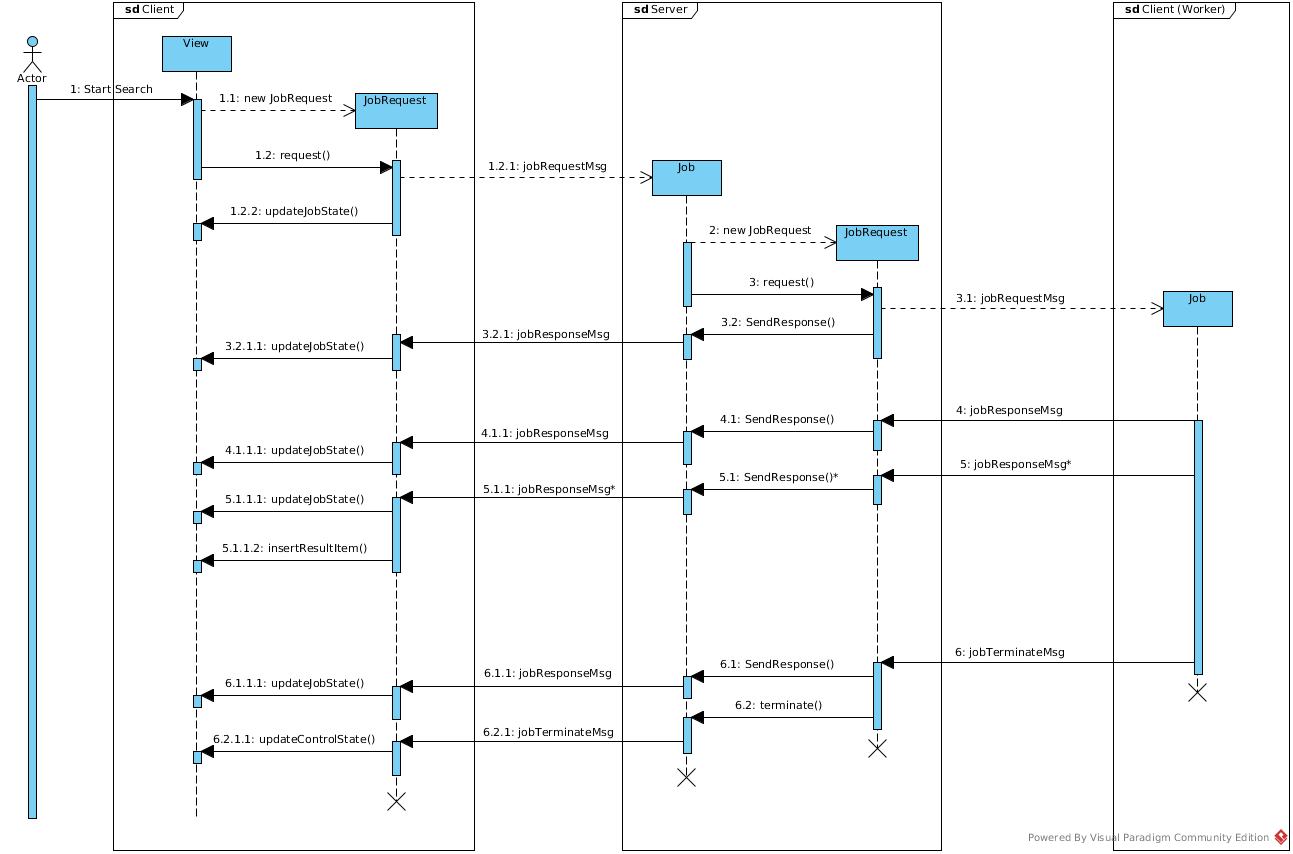 sd Client
sd Server
sd Client (Worker)
View
Actor
1: Start Search
1.1: new JobRequest
JobRequest
1.2: request()
1.2.1: jobRequestMsg
Job
1.2.2: updateJobState()
2: new JobRequest
JobRequest
3: request()
3.1: jobRequestMsg
Job
3.2: SendResponse()
3.2.1: jobResponseMsg
3.2.1.1: updateJobState()
4: jobResponseMsg
4.1: SendResponse()
4.1.1: jobResponseMsg
4.1.1.1: updateJobState()
5: jobResponseMsg*
5.1: SendResponse()*
5.1.1: jobResponseMsg*
5.1.1.1: updateJobState()
5.1.1.2: insertResultItem()
6: jobTerminateMsg
6.1: SendResponse()
6.1.1: jobResponseMsg
6.1.1.1: updateJobState()
6.2: terminate()
6.2.1: jobTerminateMsg
6.2.1.1: updateControlState()
Powered By Visual Paradigm Community Edition